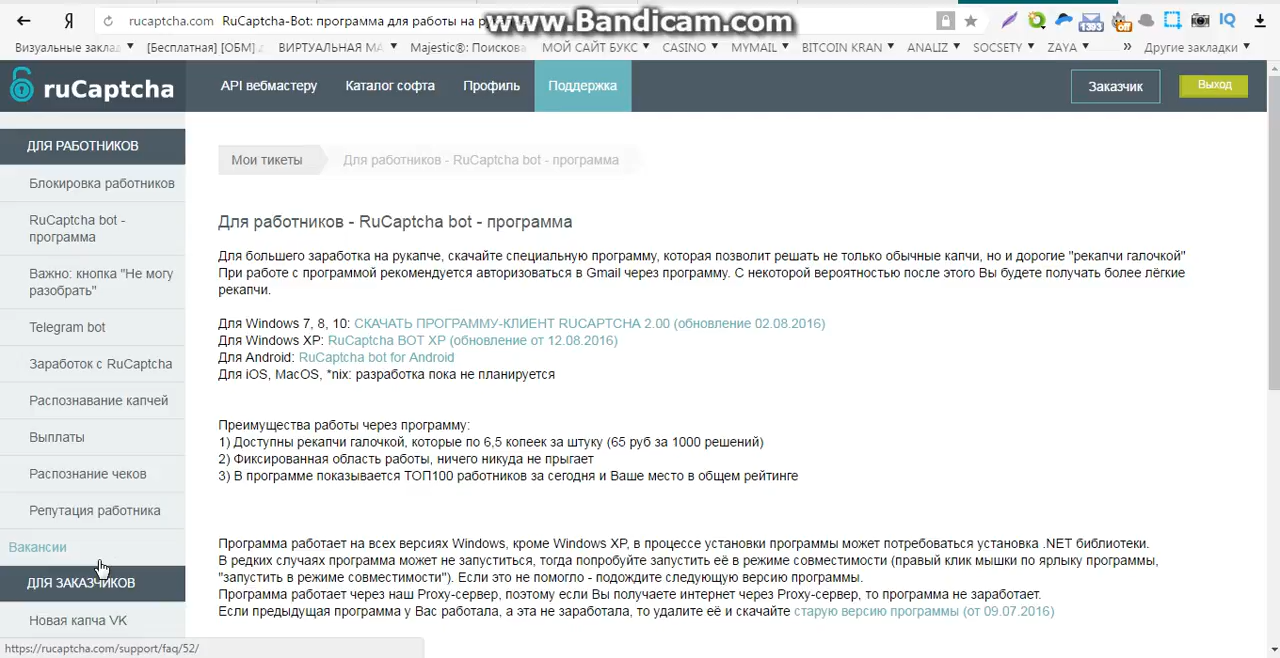 rucaptcha.com RuCaptcha-Bot: программа для работы на
www.Bandicam.com
1393
off
IQ
Визуальные заклад
[Бесплатная] [ОБМ]
ВИРТУАЛЬНАЯ МА
Majestic®: Поискова
МОЙ САЙТ БУКС
CASINO
MYMAIL
BITCOIN KRAN
ANALIZ
SOCSETY
ZAYA
» Другие закладки
ruCaptcha
API вебмастеру
Каталог софта
Профиль
Поддержка
Заказчик
Выход
ДЛЯ РАБОТНИКОВ
Блокировка работников
RuCaptcha bot -
программа
Важно: кнопка "Не могу
разобрать"
Telegram bot
Заработок с RuCaptcha
Распознавание капчей
Выплаты
Распознание чеков
Репутация работника
Вакансии
ДЛЯ ЗАКАЗЧИКОВ
Новая капча VK
Мои тикеты
Для работников - RuCaptcha bot - программа
Для работников - RuCaptcha bot - программа
Для большего заработка на рукапче, скачайте специальную программу, которая позволит решать не только обычные капчи, но и дорогие "рекапчи галочкой"
При работе с программой рекомендуется авторизоваться в Gmail через программу. С некоторой вероятностью после этого Вы будете получать более лёгкие
рекапчи.
Для Windows 7, 8, 10: СКАЧАТЬ ПРОГРАММУ-КЛИЕНТ RUCAPTCHA 2.00 (обновление 02.08.2016)
Для Windows XP: RuCaptcha BOT XP (обновление от 12.08.2016)
Для Android: RuCaptcha bot for Android
Для iOS, MacOS, *nix: разработка пока не планируется
Преимущества работы через программу:
1) Доступны рекапчи галочкой, которые по 6,5 копеек за штуку (65 руб за 1000 решений)
2) Фиксированная область работы, ничего никуда не прыгает
3) В программе показывается ТОП100 работников за сегодня и Ваше место в общем рейтинге
Программа работает на всех версиях Windows, кроме Windows XP, в процессе установки программы может потребоваться установка .NET библиотеки.
В редких случаях программа может не запуститься, тогда попробуйте запустить её в режиме совместимости (правый клик мышки по ярлыку программы,
"запустить в режиме совместимости"). Если это не помогло - подождите следующую версию программы.
Программа работает через наш Proxy-сервер, поэтому если Вы получаете интернет через Proxy-сервер, то программа не заработает.
Если предыдущая программа у Вас работала, а эта не заработала, то удалите её и скачайте старую версию программы (от 09.07.2016)
https://rucaptcha.com/support/faq/52/